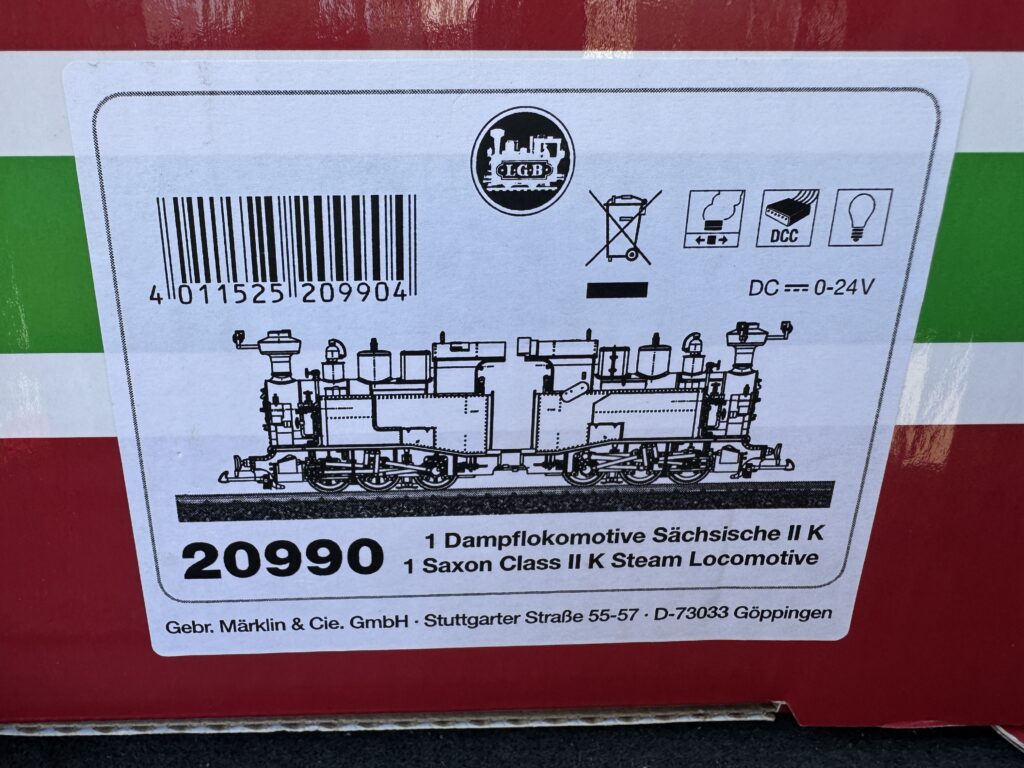 LGB
DCC
4 011525 209904
DC 0-24V
20990
1 Dampflokomotive Sächsische II K
1 Saxon Class II K Steam Locomotive
Gebr. Märklin & Cie. GmbH · Stuttgarter Straße 55-57 · D-73033 Göppingen